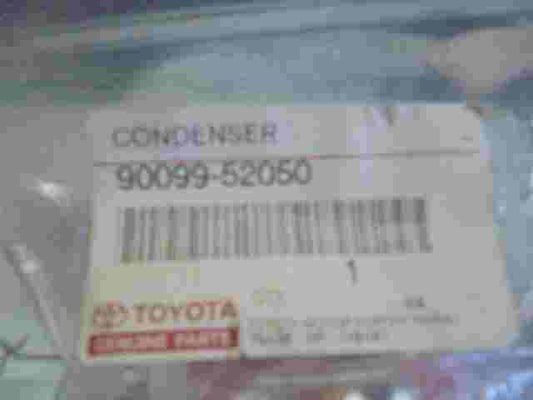 CONDENSER
90099-52050
1
TOYOTA
GENUINE PARTS